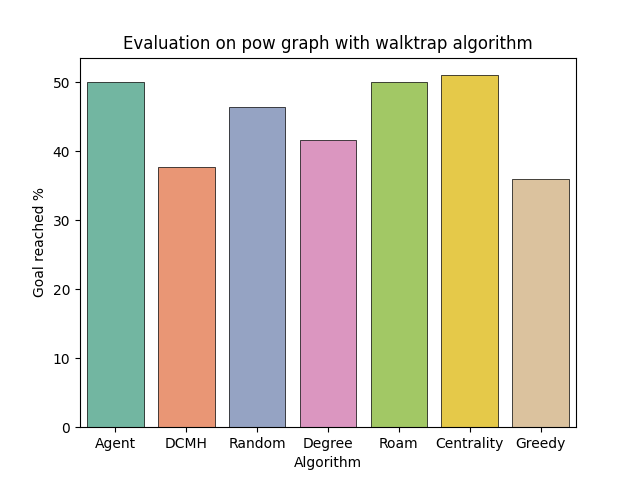 Evaluation on pow graph with walktrap algorithm
Goal reached %
50
40
30
20
10
0
Agent DCMH Random Degree Roam Centrality Greedy
Algorithm